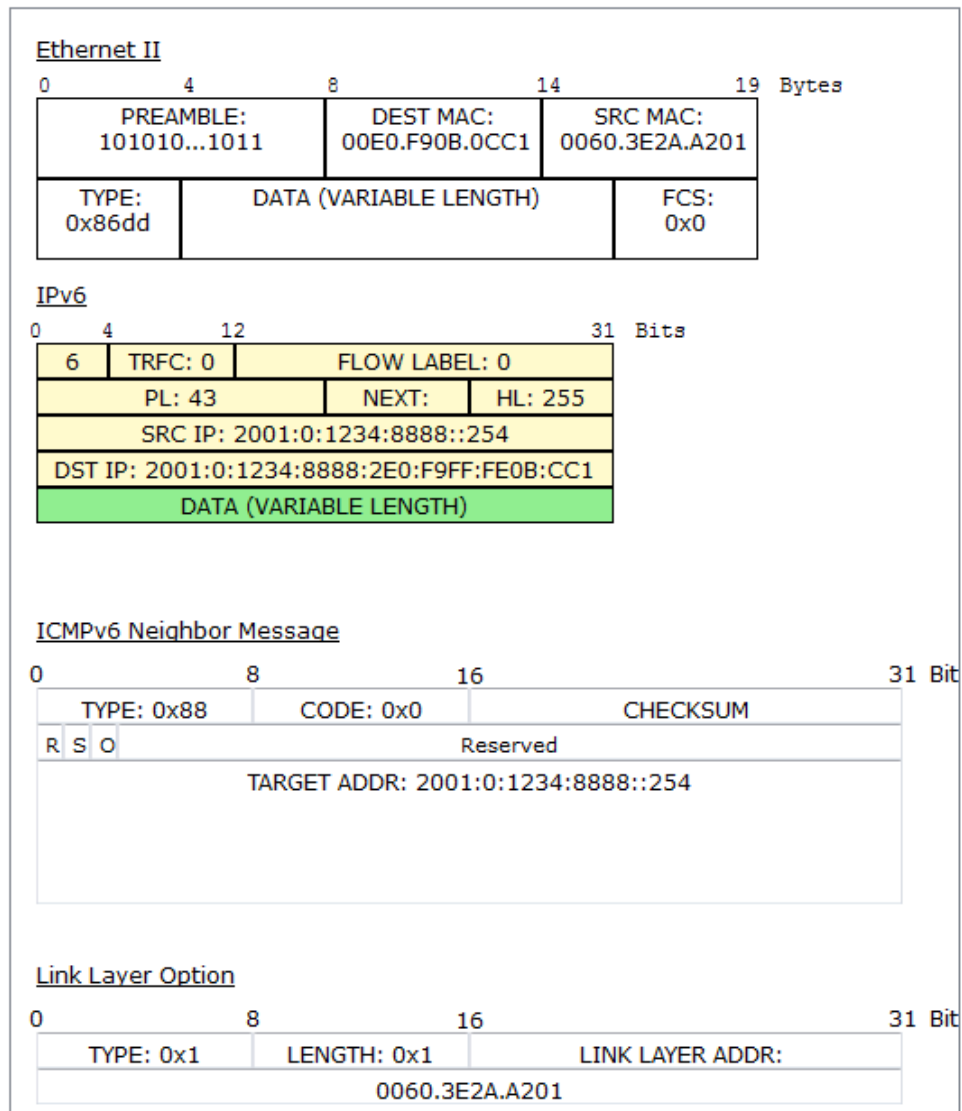 Ethernet II
0 4 8 14 19 Bytes
PREAMBLE: DEST MAC: SRC MAC:
101010...1011 00E0.F90B.0CC1 0060.3E2A.A201
TYPE: DATA (VARIABLE LENGTH) FCS:
0x86dd 0x0
IPv6
0 4 12 31 Bits
6 TRFC: 0 FLOW LABEL: 0
PL: 43 NEXT: HL: 255
SRC IP: 2001:0:1234:8888::254
DST IP: 2001:0:1234:8888:2E0:F9FF:FE0B:CC1
DATA (VARIABLE LENGTH)
ICMPv6 Neighbor Message
0 8 16 31 Bit
TYPE: 0x88 CODE: 0x0 CHECKSUM
R S O Reserved
TARGET ADDR: 2001:0:1234:8888::254
Link Layer Option
0 8 16 31 Bit
TYPE: 0x1 LENGTH: 0x1 LINK LAYER ADDR:
0060.3E2A.A201